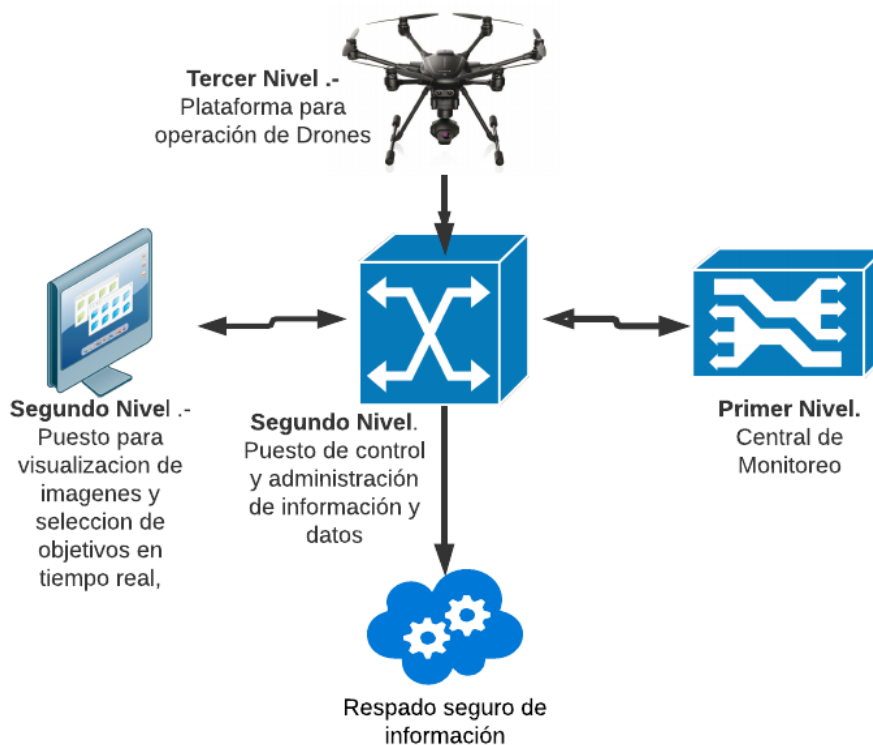 Tercer Nivel .-
Plataforma para
operación de Drones
Segundo Nivel .-
Puesto para
visualizacion de
imagenes y
seleccion de
objetivos en
tiempo real,
Segundo Nivel.
Puesto de control
y administración
de información y
datos
Primer Nivel.
Central de
Monitoreo
Respado seguro de
información